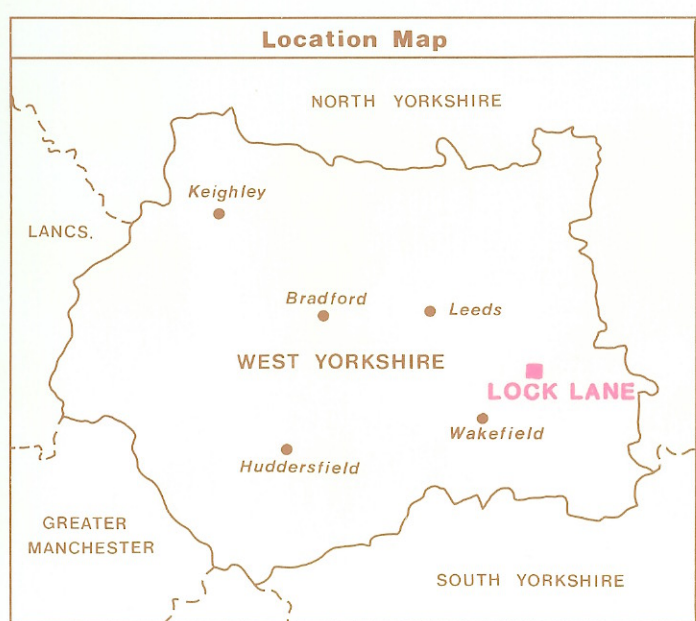 Location Map
NORTH YORKSHIRE
Keighley
LANCS.
Bradford
Leeds
WEST YORKSHIRE
LOCK LANE
Wakefield
Huddersfield
GREATER
MANCHESTER
SOUTH YORKSHIRE